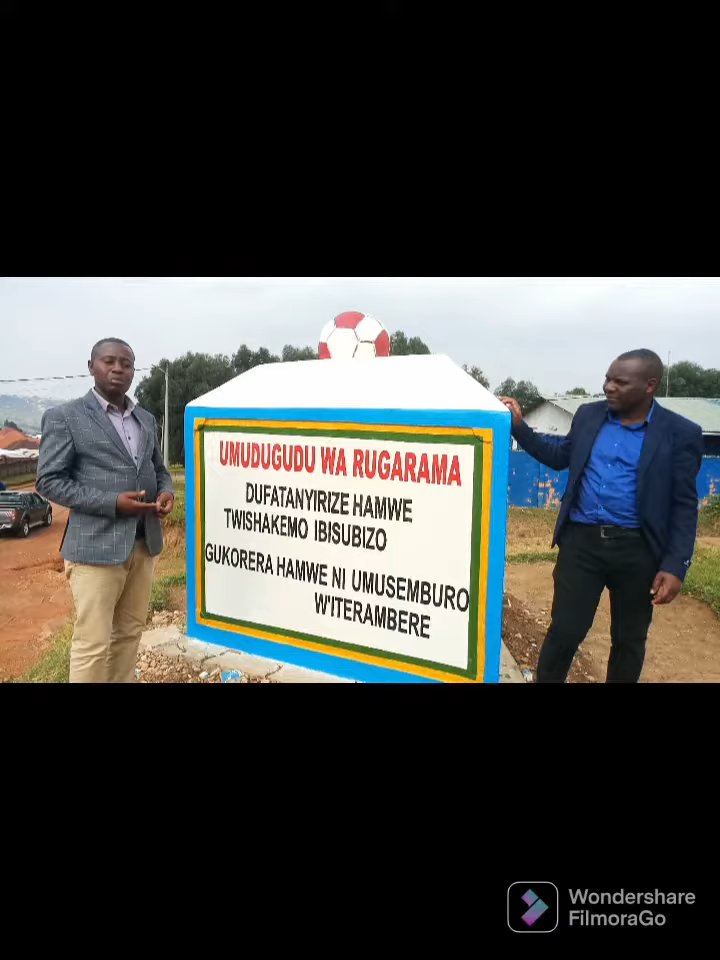 UMUDUGUDU WA RUGARAMA
DUFATANYIRIZE HAMWE
TWISHAKEMO IBISUBIZO
GUKORERA HAMWE NI UMUSEMBURO
W'ITERAMBERE
Wondershare
FilmoraGo